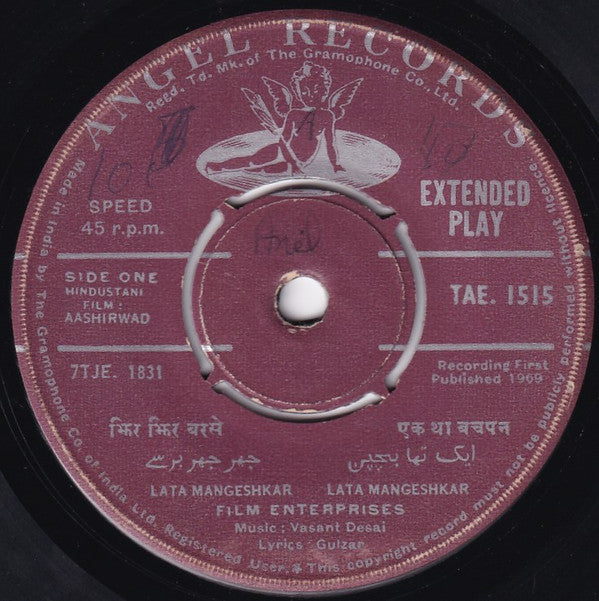 ANGEL RECORDS
Regd. Td. Mk. of The Gramophone Co., Ltd.
SPEED
45 r.p.m.
EXTENDED
PLAY
SIDE ONE
HINDUSTANI
FILM :
AASHIRWAD
TAE. 1515
7TJE. 1831
Recording First
Published 1969
झिर झिर बरसे
एक था बचपन
جھر جھر برسے
ایک تھا بچپن
LATA MANGESHKAR
LATA MANGESHKAR
FILM ENTERPRISES
Music : Vasant Desai
Lyrics : Gulzar
Made in India by The Gramophone Co. of India Ltd. Registered User. * This copyright record must not be publicly performed without licence.